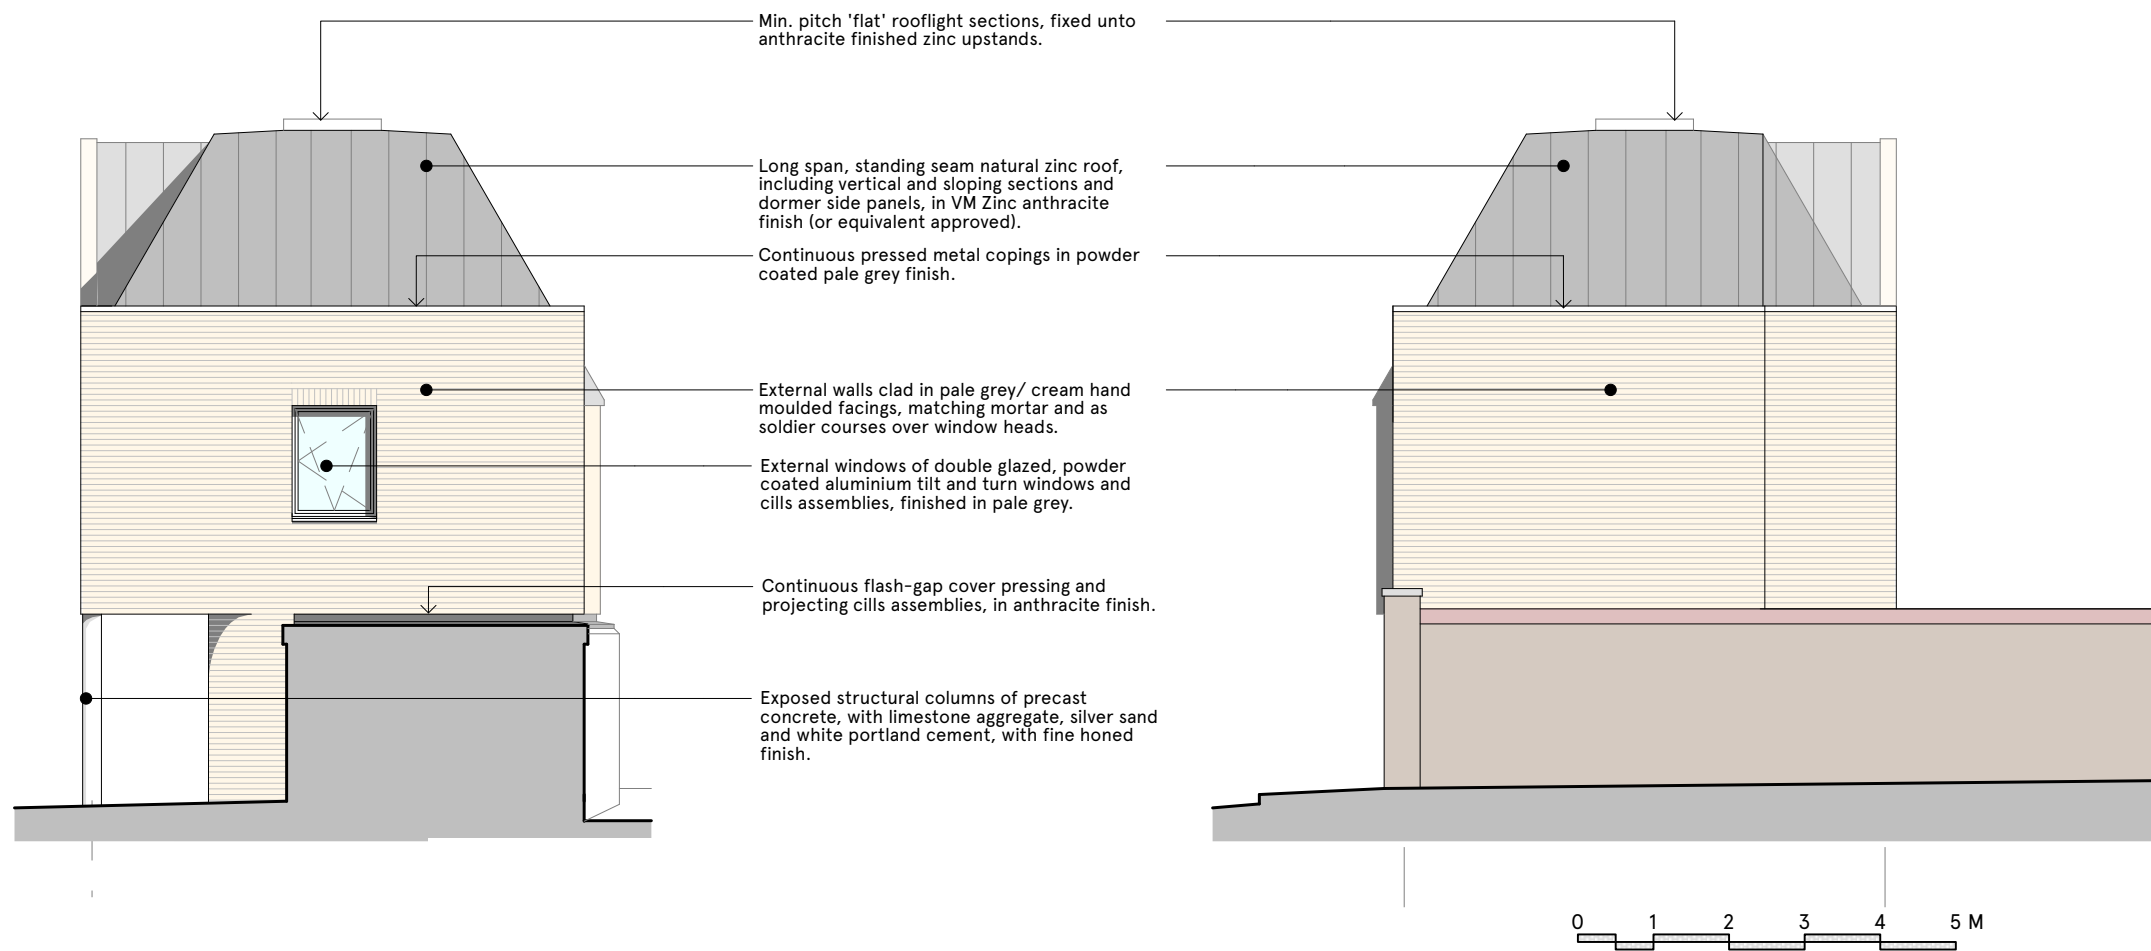 Min. pitch 'flat' rooflight sections, fixed unto
anthracite finished zinc upstands.
Long span, standing seam natural zinc roof,
including vertical and sloping sections and
dormer side panels, in VM Zinc anthracite
finish (or equivalent approved).
Continuous pressed metal copings in powder
coated pale grey finish.
External walls clad in pale grey/ cream hand
moulded facings, matching mortar and as
soldier courses over window heads.
External windows of double glazed, powder
coated aluminium tilt and turn windows and
cills assemblies, finished in pale grey.
Continuous flash-gap cover pressing and
projecting cills assemblies, in anthracite finish.
Exposed structural columns of precast
concrete, with limestone aggregate, silver sand
and white portland cement, with fine honed
finish.
0 1 2 3 4 5 M